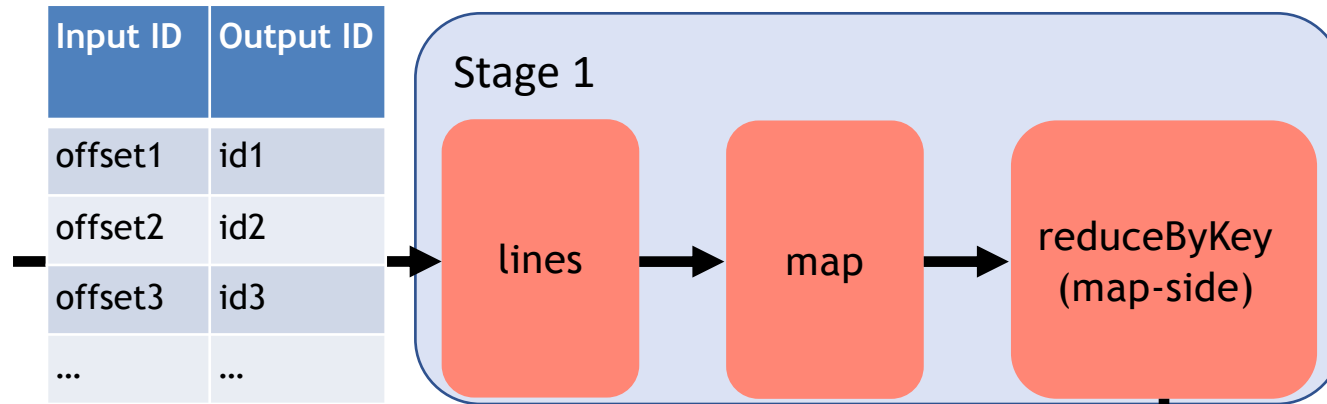 Input ID Output ID
offset1 id1
offset2 id2
offset3 id3
… …
Stage 1
lines
map
reduceByKey
(map-side)